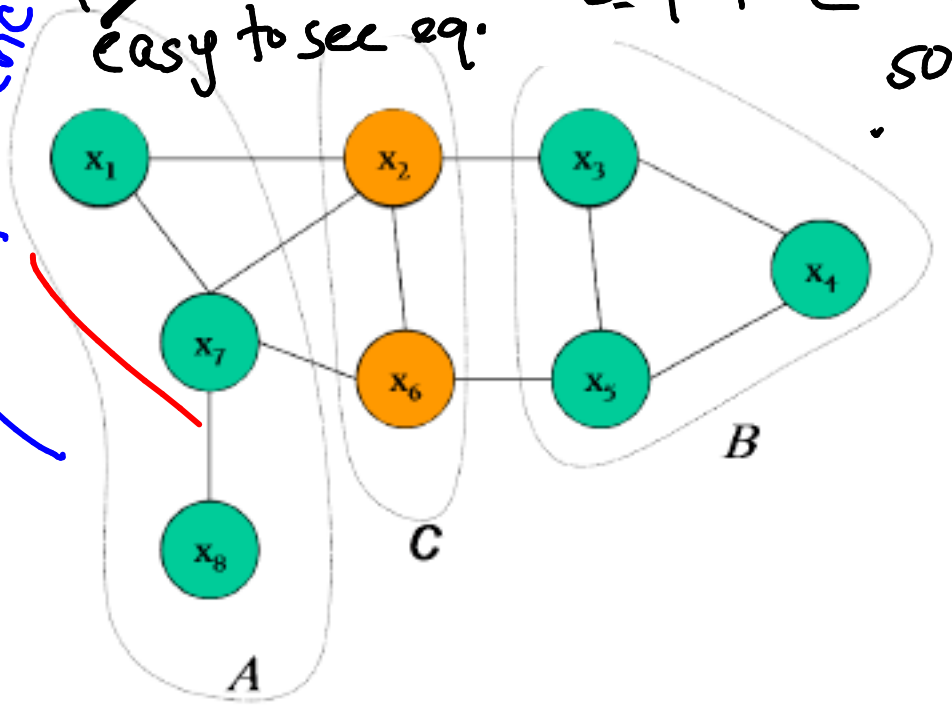 easy to see eq.
so
x₁ x₂ x₃
x₄
x₇ x₆ x₅
B
C
x₈
A